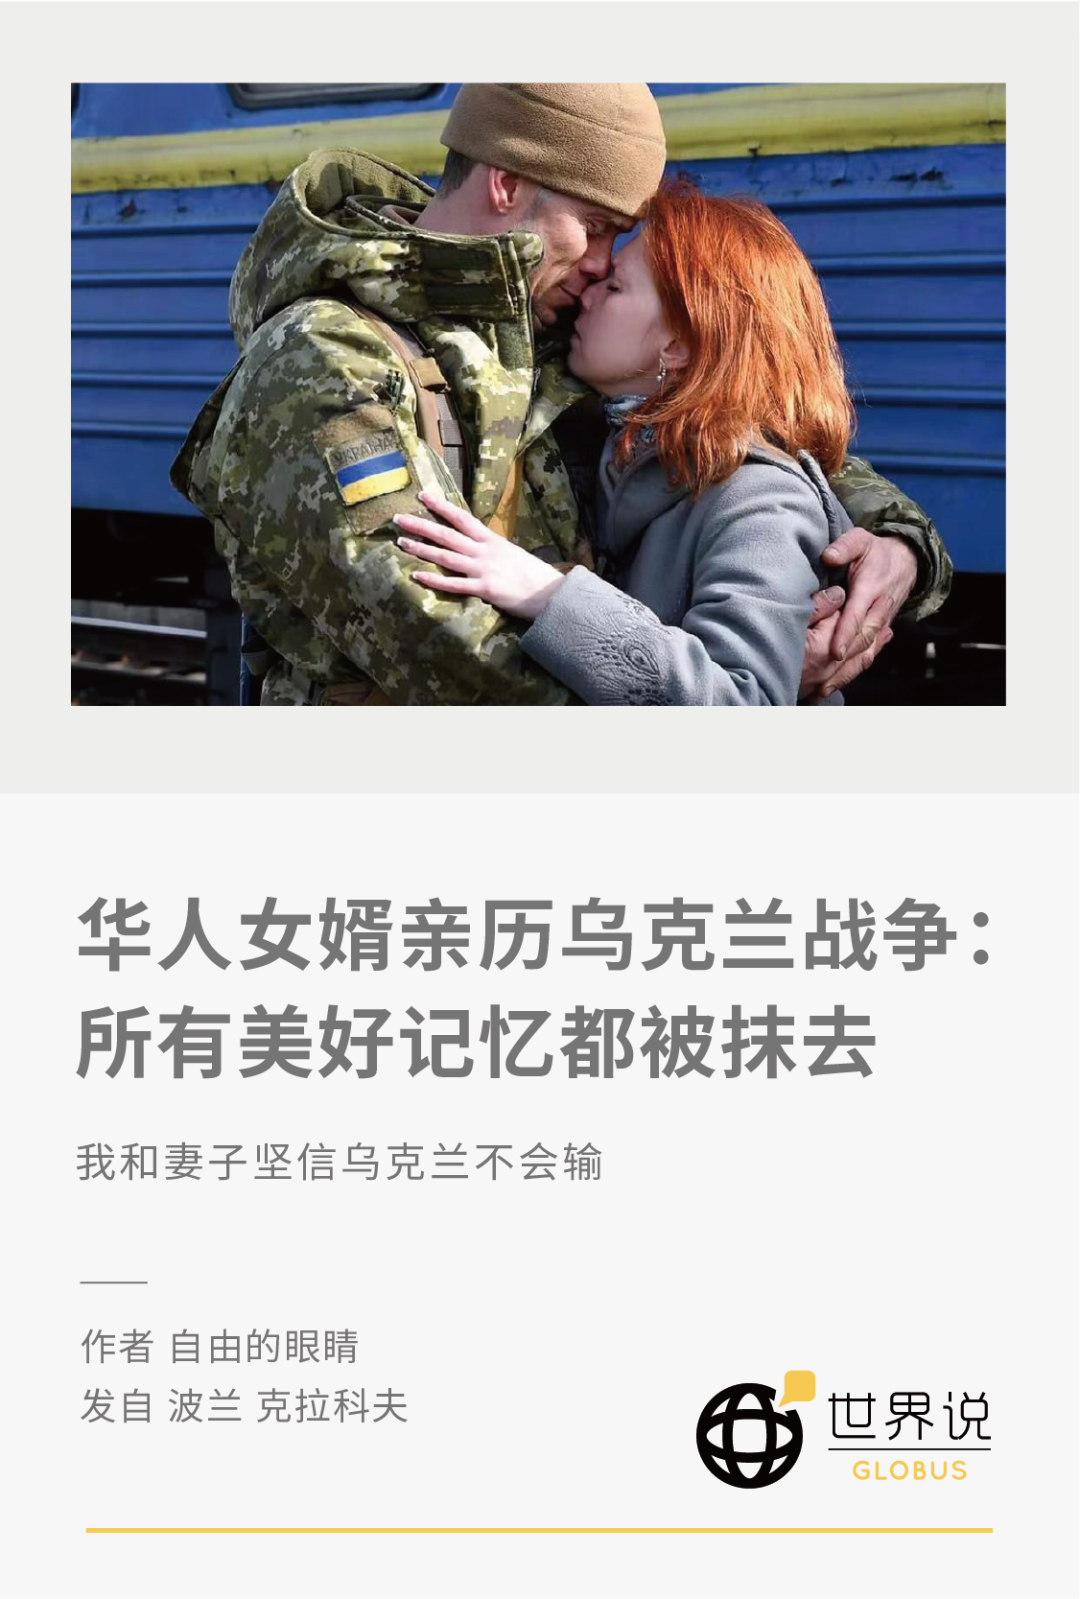 УКРАЇНА
华人女婿亲历乌克兰战争：
所有美好记忆都被抹去
我和妻子坚信乌克兰不会输
作者 自由的眼睛
发自 波兰 克拉科夫
世界说
GLOBUS